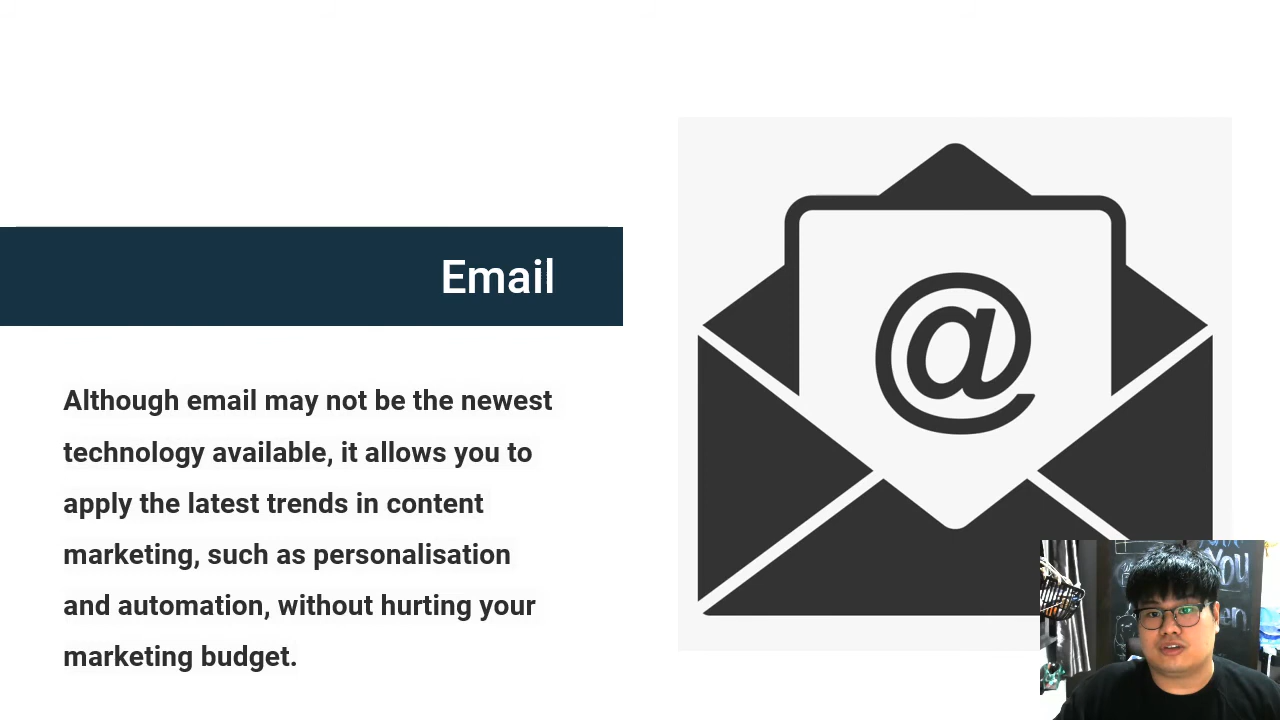 Email
Although email may not be the newest
technology available, it allows you to
apply the latest trends in content
marketing, such as personalisation
and automation, without hurting your
marketing budget.
@
You